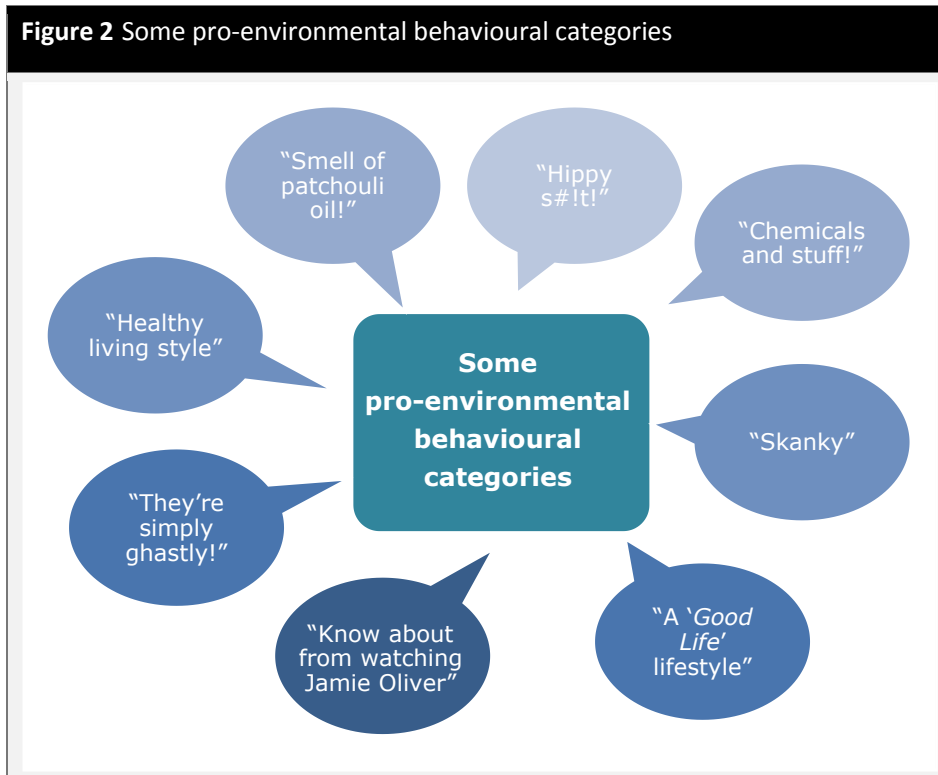 Figure 2 Some pro-environmental behavioural categories
“Smell of
patchouli
oil!”
“Hippy
s#!t!”
“Chemicals
and stuff!”
“Healthy
living style”
Some
pro-environmental
behavioural
categories
“Skanky”
“They’re
simply
ghastly!”
“Know about
from watching
Jamie Oliver”
“A ‘Good
Life’
lifestyle”